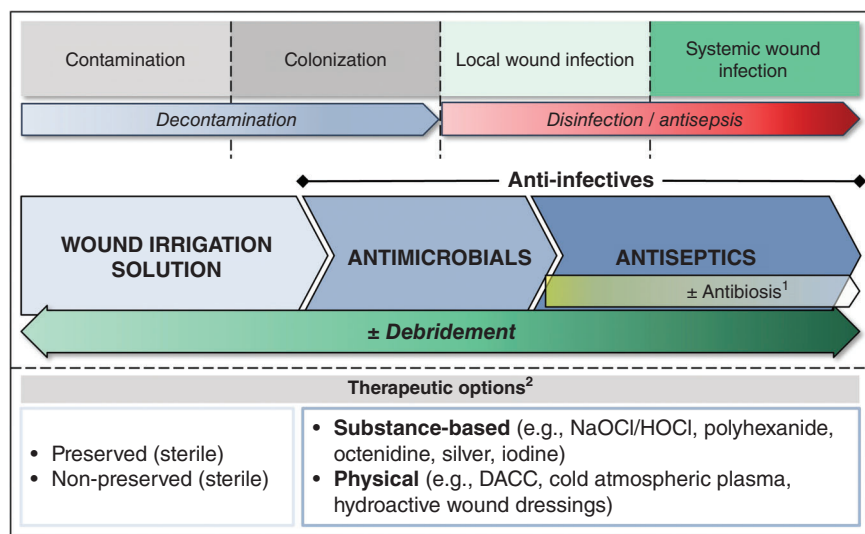 Contamination
Colonization
Local wound infection
Systemic wound
infection
Decontamination
Disinfection / antisepsis
Anti-infectives
WOUND IRRIGATION
SOLUTION
ANTIMICROBIALS
ANTISEPTICS
± Antibiosis¹
± Debridement
Therapeutic options²
• Preserved (sterile)
• Non-preserved (sterile)
• Substance-based (e.g., NaOCl/HOCl, polyhexanide,
octenidine, silver, iodine)
• Physical (e.g., DACC, cold atmospheric plasma,
hydroactive wound dressings)